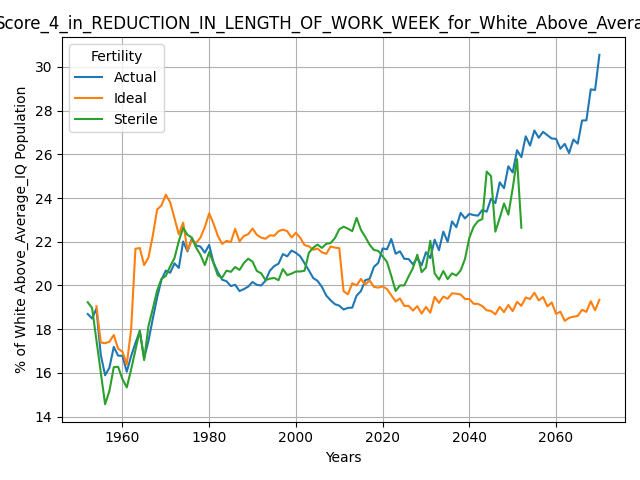 Score_4_in_REDUCTION_IN_LENGTH_OF_WORK_WEEK_for_White_Above_Avera
Fertility
Actual
Ideal
Sterile
% of White Above_Average_IQ Population
30
28
26
24
22
20
18
16
14
1960 1980 2000 2020 2040 2060
Years